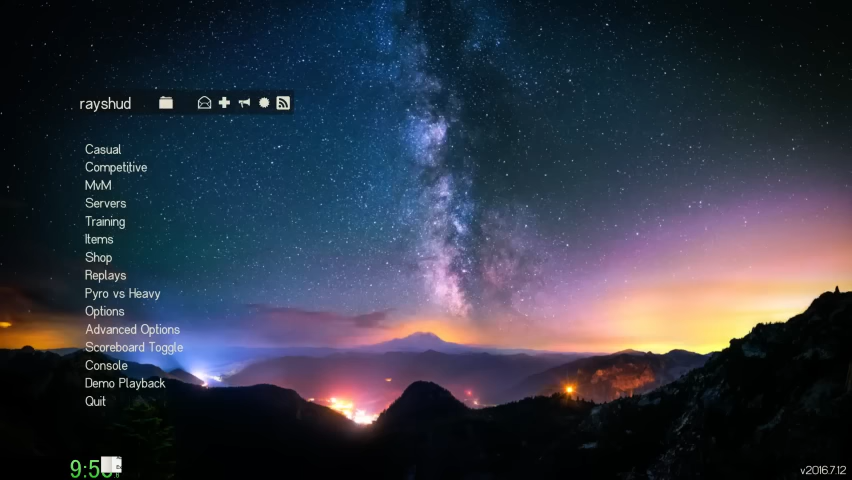 rayshud
Casual
Competitive
MvM
Servers
Training
Items
Shop
Replays
Pyro vs Heavy
Options
Advanced Options
Scoreboard Toggle
Console
Demo Playback
Quit
v2016.7.12